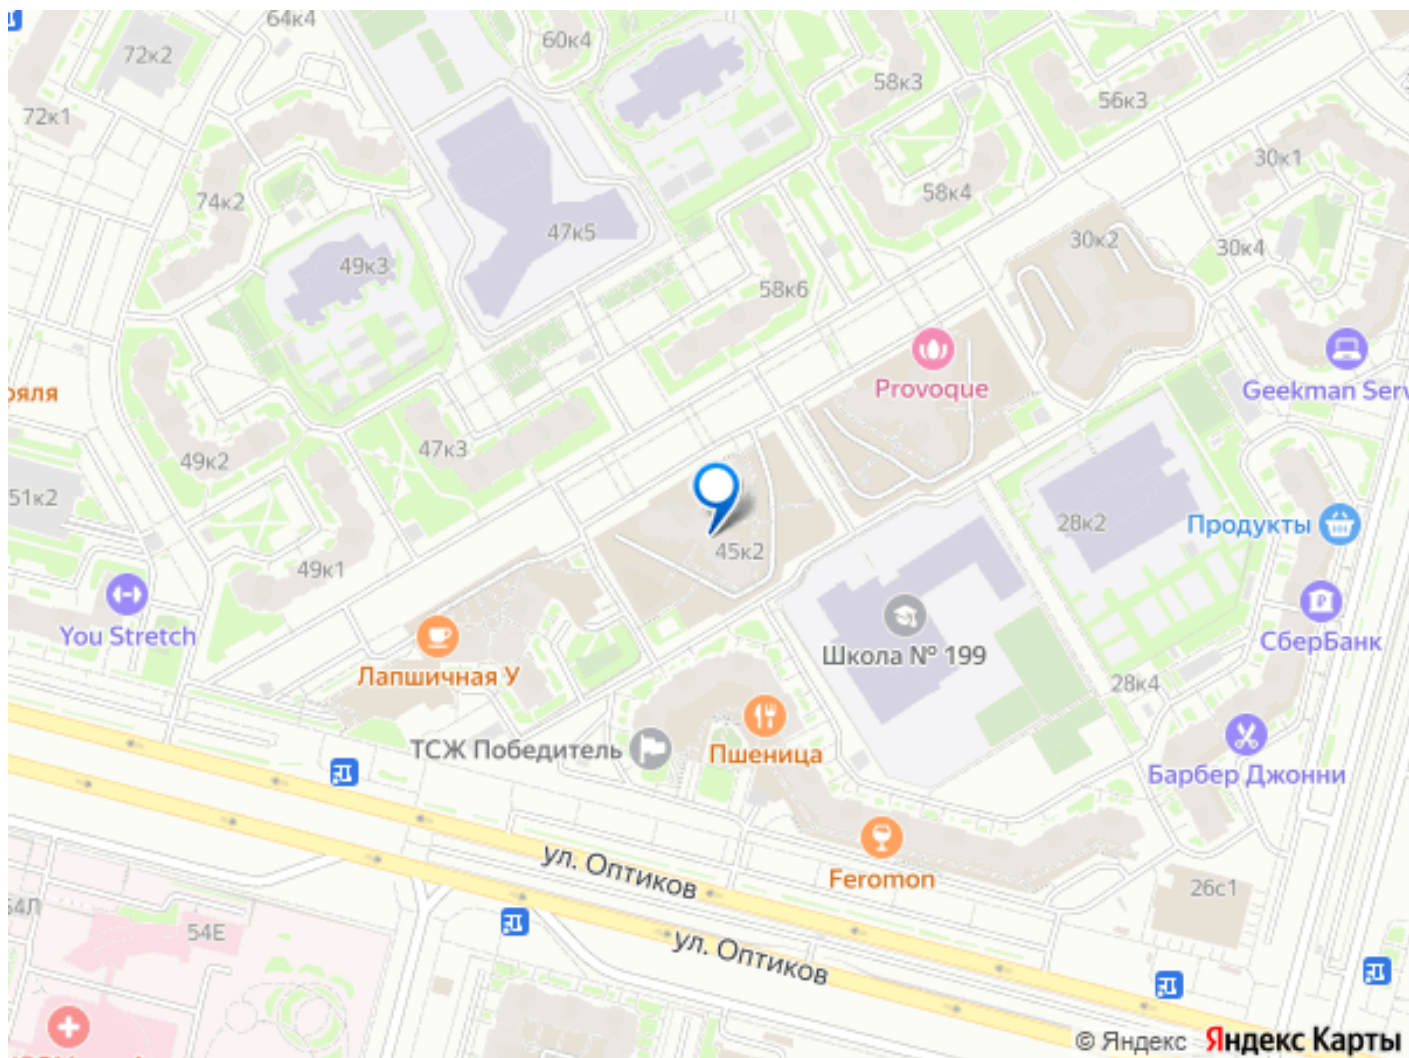 64к4
72к2
60к4
58к3
56к3
72к1
30к1
74к2
58к4
47к5
30к2
30к4
49к3
58к6
Provoque
Geekman Serv
ояля
47к3
49к2
51к2
28к2
Продукты
45к2
49к1
You Stretch
СберБанк
Лапшичная У
Школа № 199
28к4
ТСЖ Победитель
Пшеница
Барбер Джонни
ул. Оптиков
Feromon
26с1
54Л
54Е
ул. Оптиков
© Яндекс Яндекс Карты